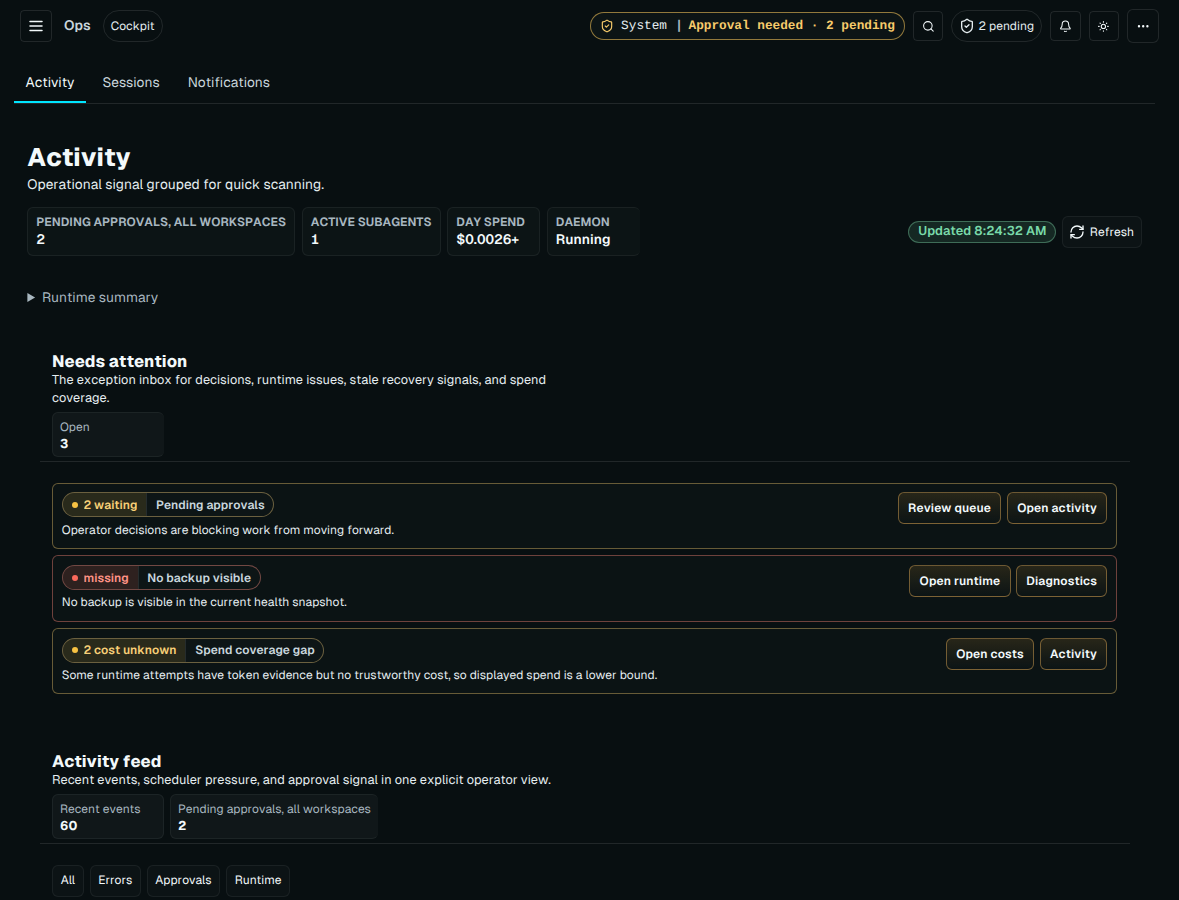 Ops Cockpit System | Approval needed · 2 pending 2 pending
Activity Sessions Notifications
Activity
Operational signal grouped for quick scanning.
PENDING APPROVALS, ALL WORKSPACES
2
ACTIVE SUBAGENTS
1
DAY SPEND
$0.0026+
DAEMON
Running
Updated 8:24:32 AM
Refresh
Runtime summary
Needs attention
The exception inbox for decisions, runtime issues, stale recovery signals, and spend
coverage.
Open
3
2 waiting Pending approvals
Operator decisions are blocking work from moving forward.
Review queue Open activity
missing No backup visible
No backup is visible in the current health snapshot.
Open runtime Diagnostics
2 cost unknown Spend coverage gap
Some runtime attempts have token evidence but no trustworthy cost, so displayed spend is a lower bound.
Open costs Activity
Activity feed
Recent events, scheduler pressure, and approval signal in one explicit operator view.
Recent events
60
Pending approvals, all workspaces
2
All Errors Approvals Runtime